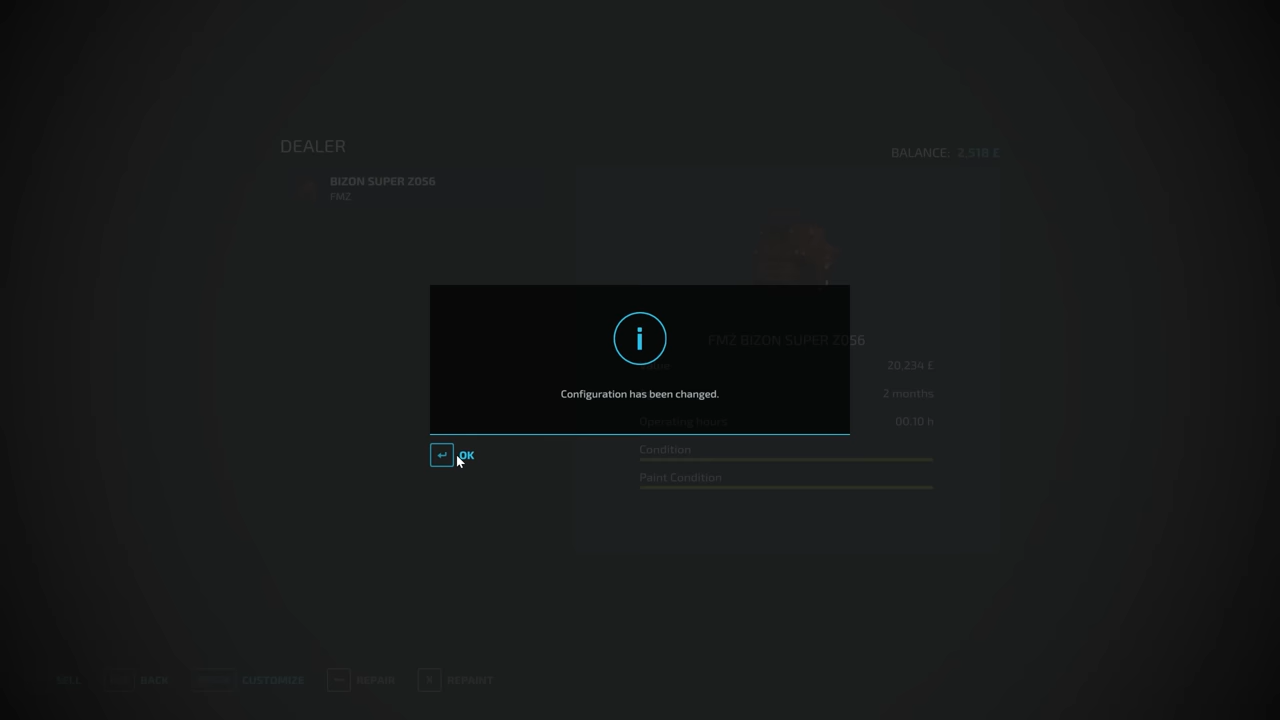 DEALER
BALANCE: 2,518 £
BIZON SUPER Z056
FMZ
FMZ BIZON SUPER Z056
20,234 £
Configuration has been changed.
2 months
Operating hours
00:10 h
OK
Condition
Paint Condition
SELL
BACK
CUSTOMIZE
REPAIR
X
REPAINT